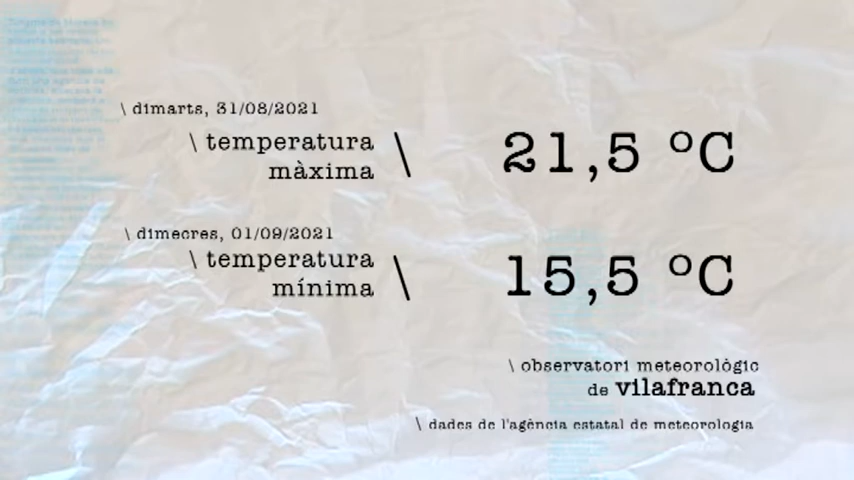 \ dimarts, 31/08/2021
\ temperatura
màxima \ 21,5 ºC
\ dimecres, 01/09/2021
\ temperatura
mínima \ 15,5 ºC
\ observatori meteorològic
de vilafranca
\ dades de l'agència estatal de meteorologia